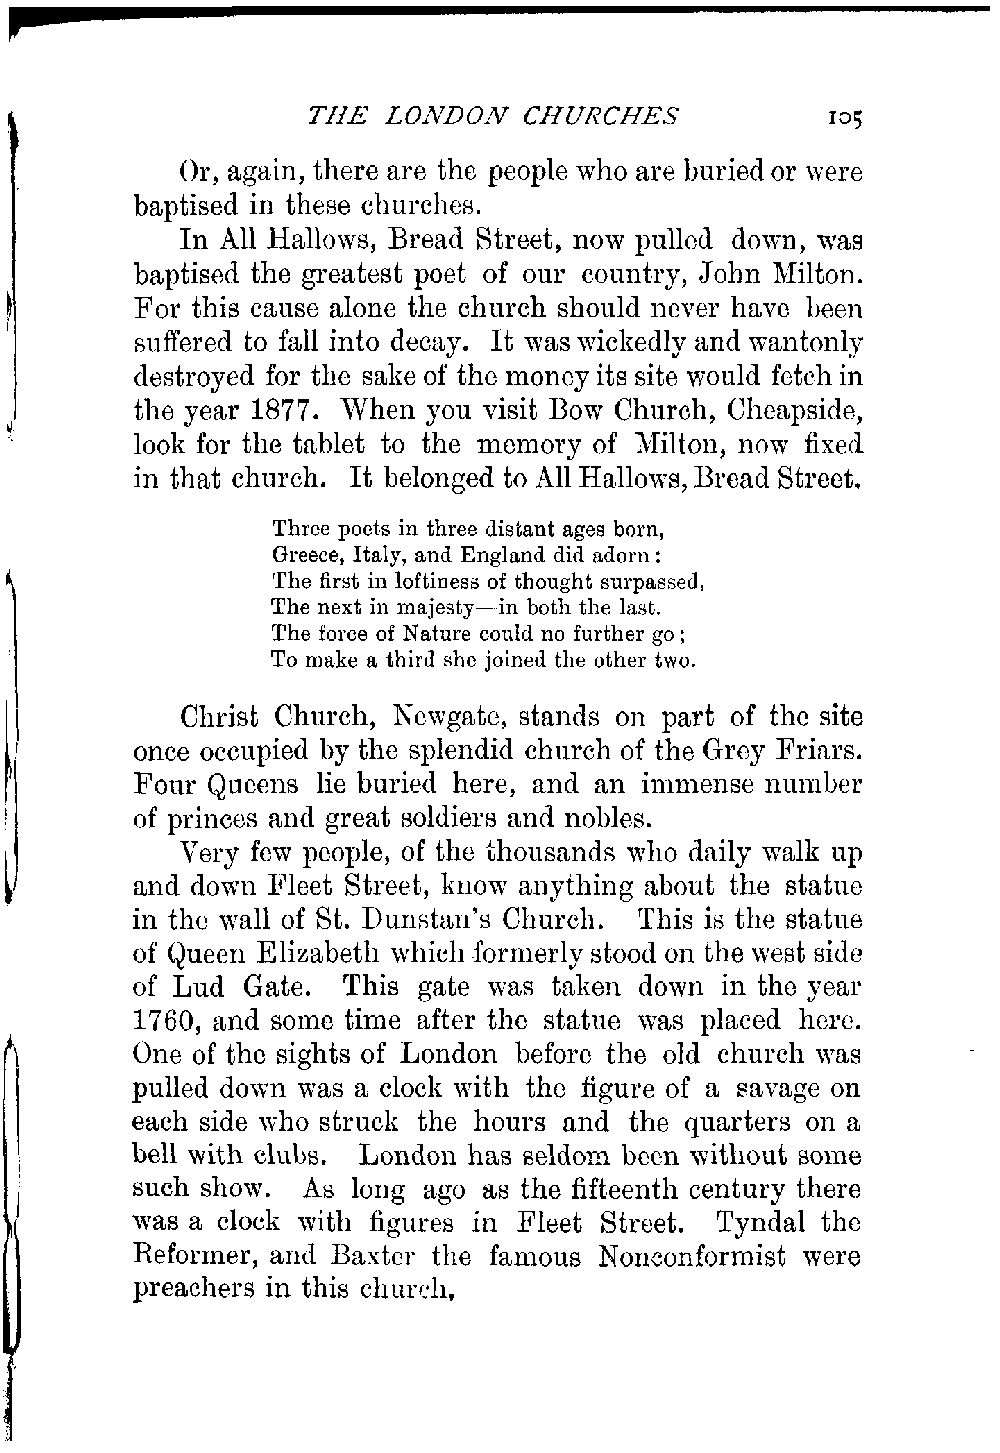 THE LONDON CHURCHES 105
Or, again, there are the people who are buried or were
baptised in these churches.
In All Hallows, Bread Street, now pulled down, was
baptised the greatest poet of our country, John Milton.
For this cause alone the church should never have been
suffered to fall into decay. It was wickedly and wantonly
destroyed for the sake of the money its site would fetch in
the year 1877. When you visit Bow Church, Cheapside,
look for the tablet to the memory of Milton, now fixed
in that church. It belonged to All Hallows, Bread Street.
Three poets in three distant ages born,
Greece, Italy, and England did adorn:
The first in loftiness of thought surpassed,
The next in majesty—in both the last.
The force of Nature could no further go;
To make a third she joined the other two.
Christ Church, Newgate, stands on part of the site
once occupied by the splendid church of the Grey Friars.
Four Queens lie buried here, and an immense number
of princes and great soldiers and nobles.
Very few people, of the thousands who daily walk up
and down Fleet Street, know anything about the statue
in the wall of St. Dunstan's Church. This is the statue
of Queen Elizabeth which formerly stood on the west side
of Lud Gate. This gate was taken down in the year
1760, and some time after the statue was placed here.
One of the sights of London before the old church was
pulled down was a clock with the figure of a savage on
each side who struck the hours and the quarters on a
bell with clubs. London has seldom been without some
such show. As long ago as the fifteenth century there
was a clock with figures in Fleet Street. Tyndal the
Reformer, and Baxter the famous Nonconformist were
preachers in this church.